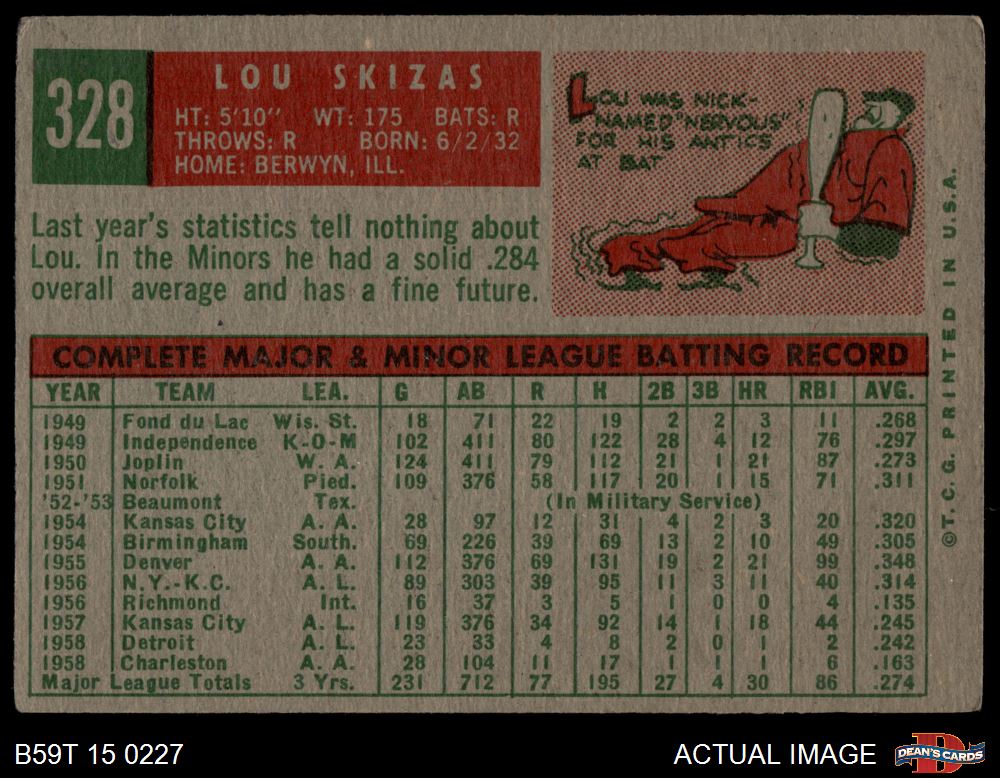 328
LOU SKIZAS
HT: 5'10" WT: 175 BATS: R
THROWS: R BORN: 6/2/32
HOME: BERWYN, ILL.
LOU WAS NICK-
NAMED "NERVOUS"
FOR HIS ANTICS
AT BAT
Last year's statistics tell nothing about
Lou. In the Minors he had a solid .284
overall average and has a fine future.
COMPLETE MAJOR & MINOR LEAGUE BATTING RECORD
YEAR TEAM LEA. G AB R H 2B 3B HR RBI AVG.
1949 Fond du Lac Wis. St. 18 71 22 19 2 2 3 11 .268
1949 Independence K-O-M 102 411 80 122 28 4 12 76 .297
1950 Joplin W. A. 124 411 79 112 21 1 21 87 .273
1951 Norfolk Pied. 109 376 58 117 20 1 15 71 .311
'52-'53 Beaumont Tex. (In Military Service)
1954 Kansas City A. A. 28 97 12 31 4 2 3 20 .320
1954 Birmingham South. 69 226 39 69 13 2 10 49 .305
1955 Denver A. A. 112 376 69 131 19 2 21 99 .348
1956 N.Y.-K.C. A. L. 89 303 39 95 11 3 11 40 .314
1956 Richmond Int. 16 37 3 5 1 0 0 4 .135
1957 Kansas City A. L. 119 376 34 92 14 1 18 44 .245
1958 Detroit A. L. 23 33 4 8 2 0 1 2 .242
1958 Charleston A. A. 28 104 11 17 1 1 1 6 .163
Major League Totals 3 Yrs. 231 712 77 195 27 4 30 86 .274
©T.C.G. PRINTED IN U.S.A.
B59T 15 0227
ACTUAL IMAGE
DEAN'S CARDS